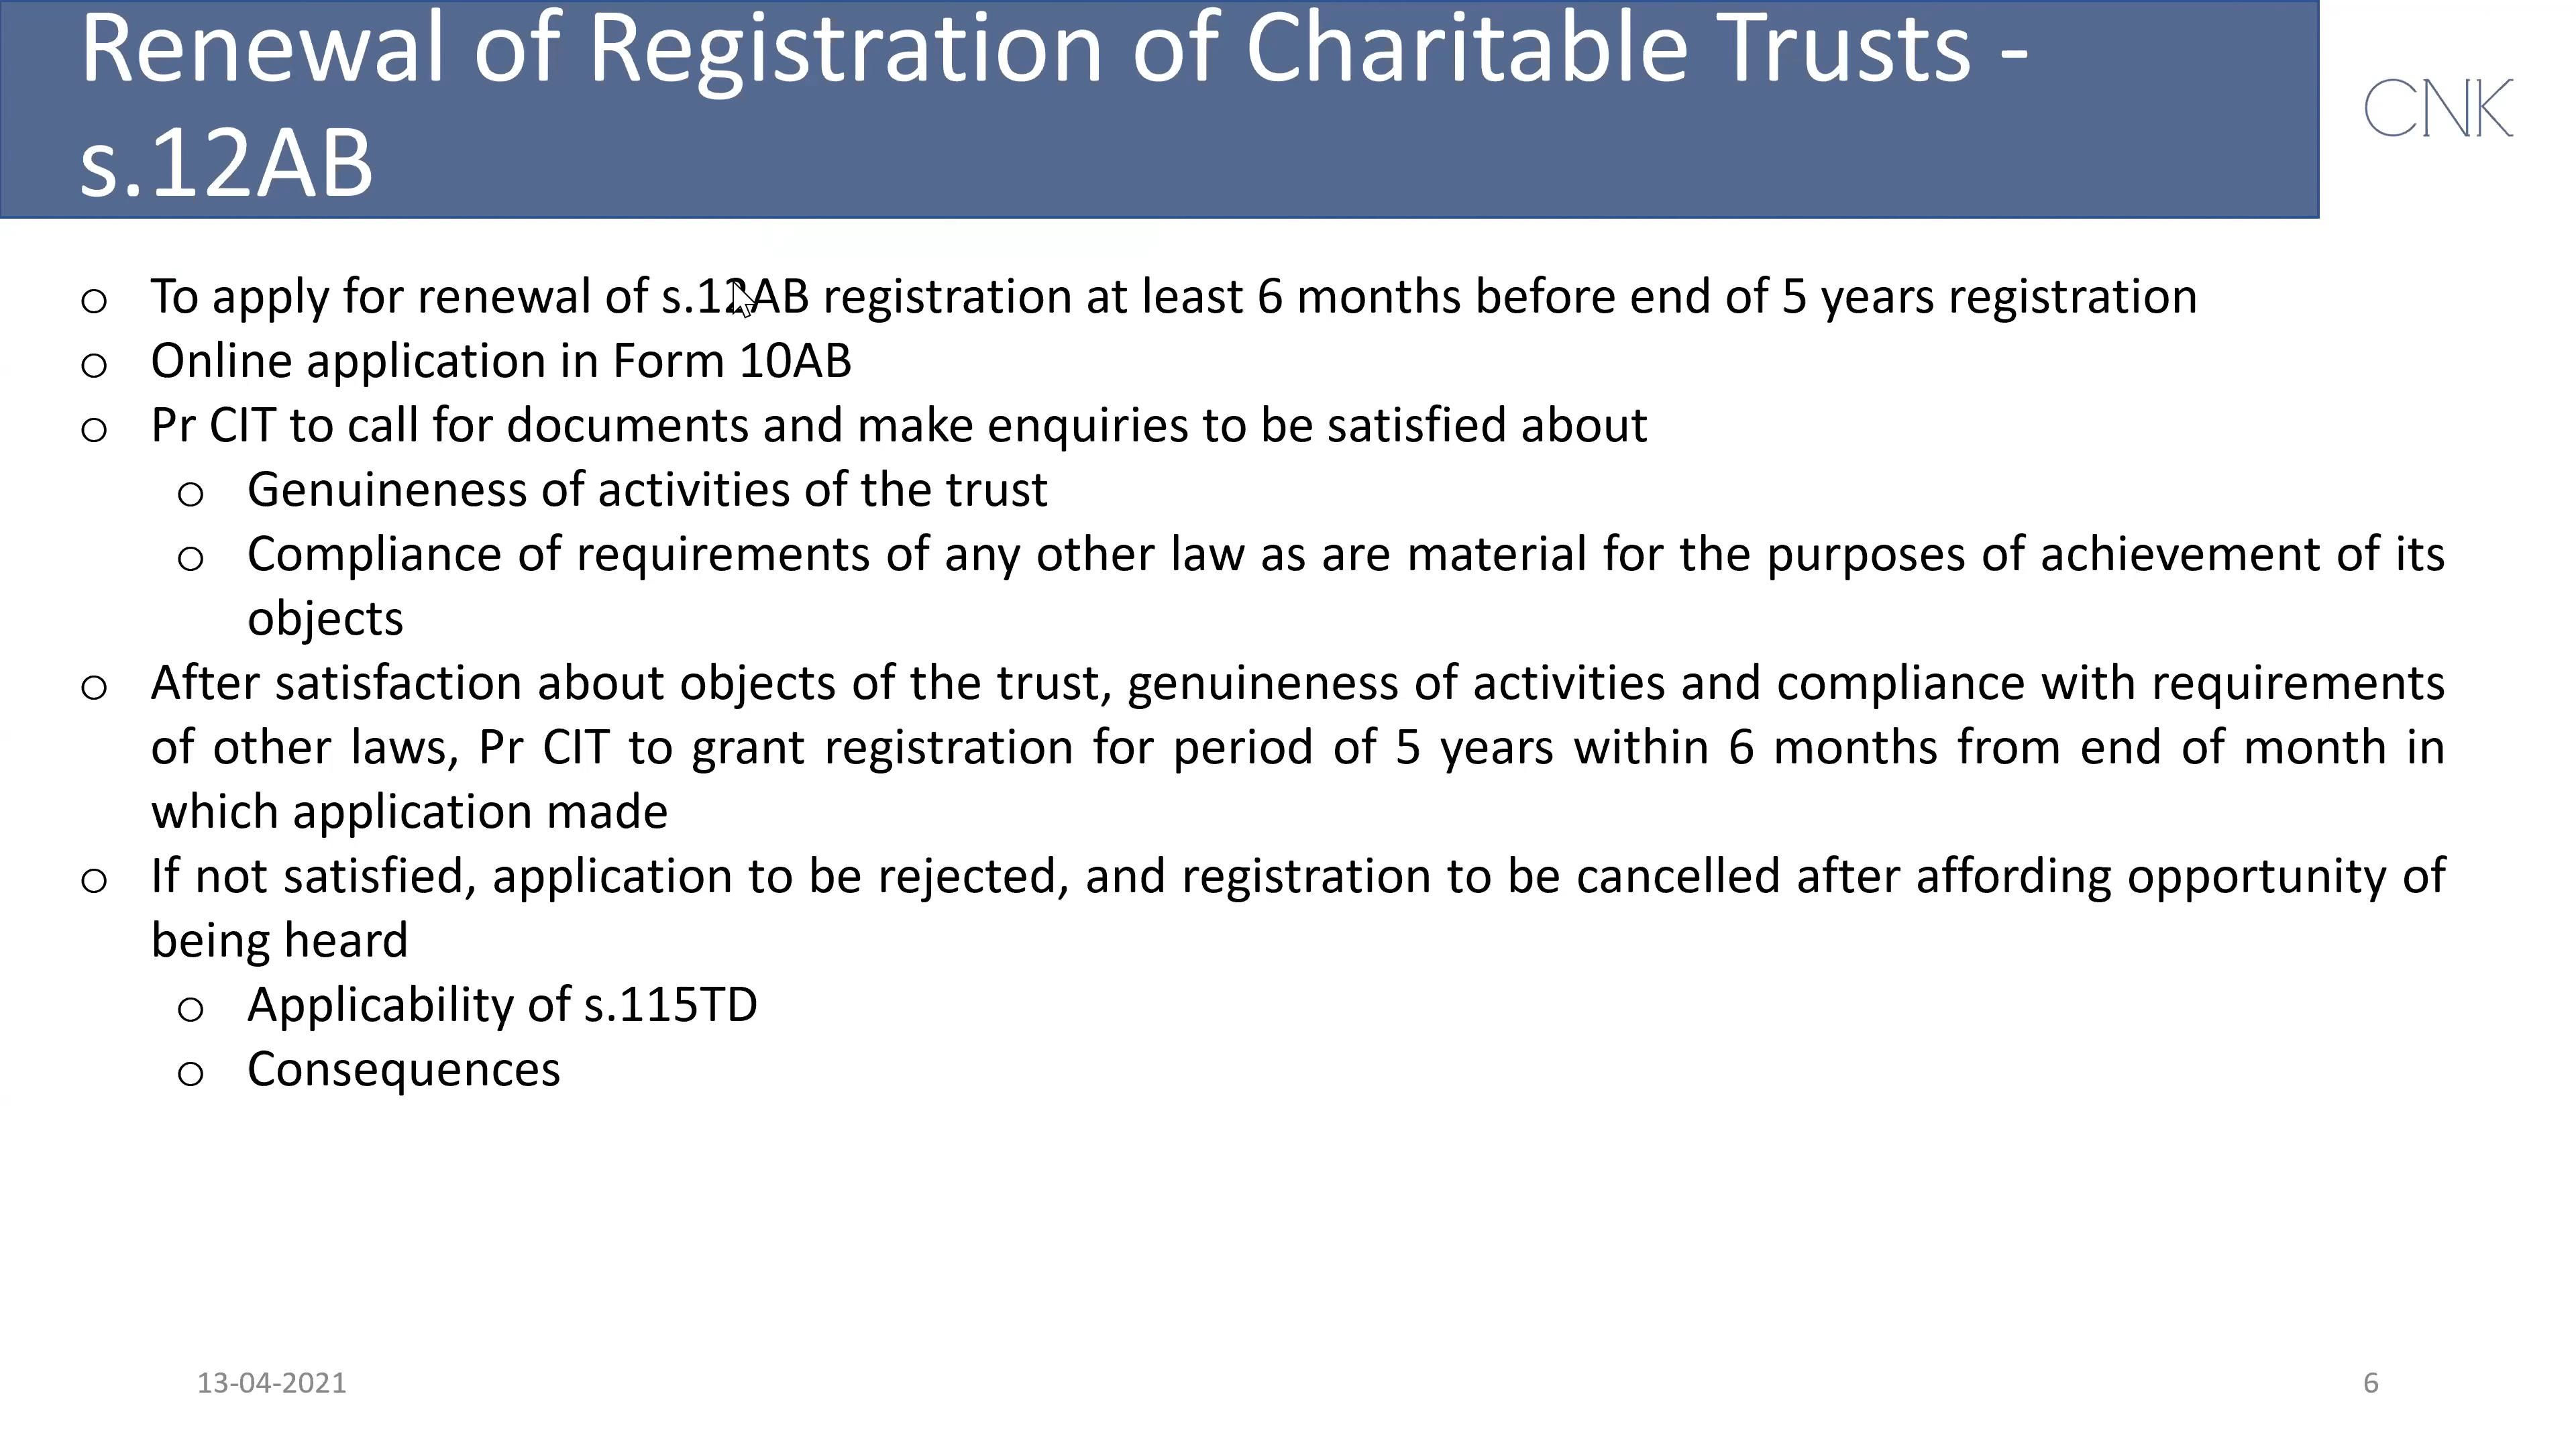 Renewal of Registration of Charitable Trusts -
s.12AB
CNK
o To apply for renewal of s.12AB registration at least 6 months before end of 5 years registration
o Online application in Form 10AB
o Pr CIT to call for documents and make enquiries to be satisfied about
o Genuineness of activities of the trust
o Compliance of requirements of any other law as are material for the purposes of achievement of its
objects
o After satisfaction about objects of the trust, genuineness of activities and compliance with requirements
of other laws, Pr CIT to grant registration for period of 5 years within 6 months from end of month in
which application made
o If not satisfied, application to be rejected, and registration to be cancelled after affording opportunity of
being heard
o Applicability of s.115TD
o Consequences
13-04-2021
6